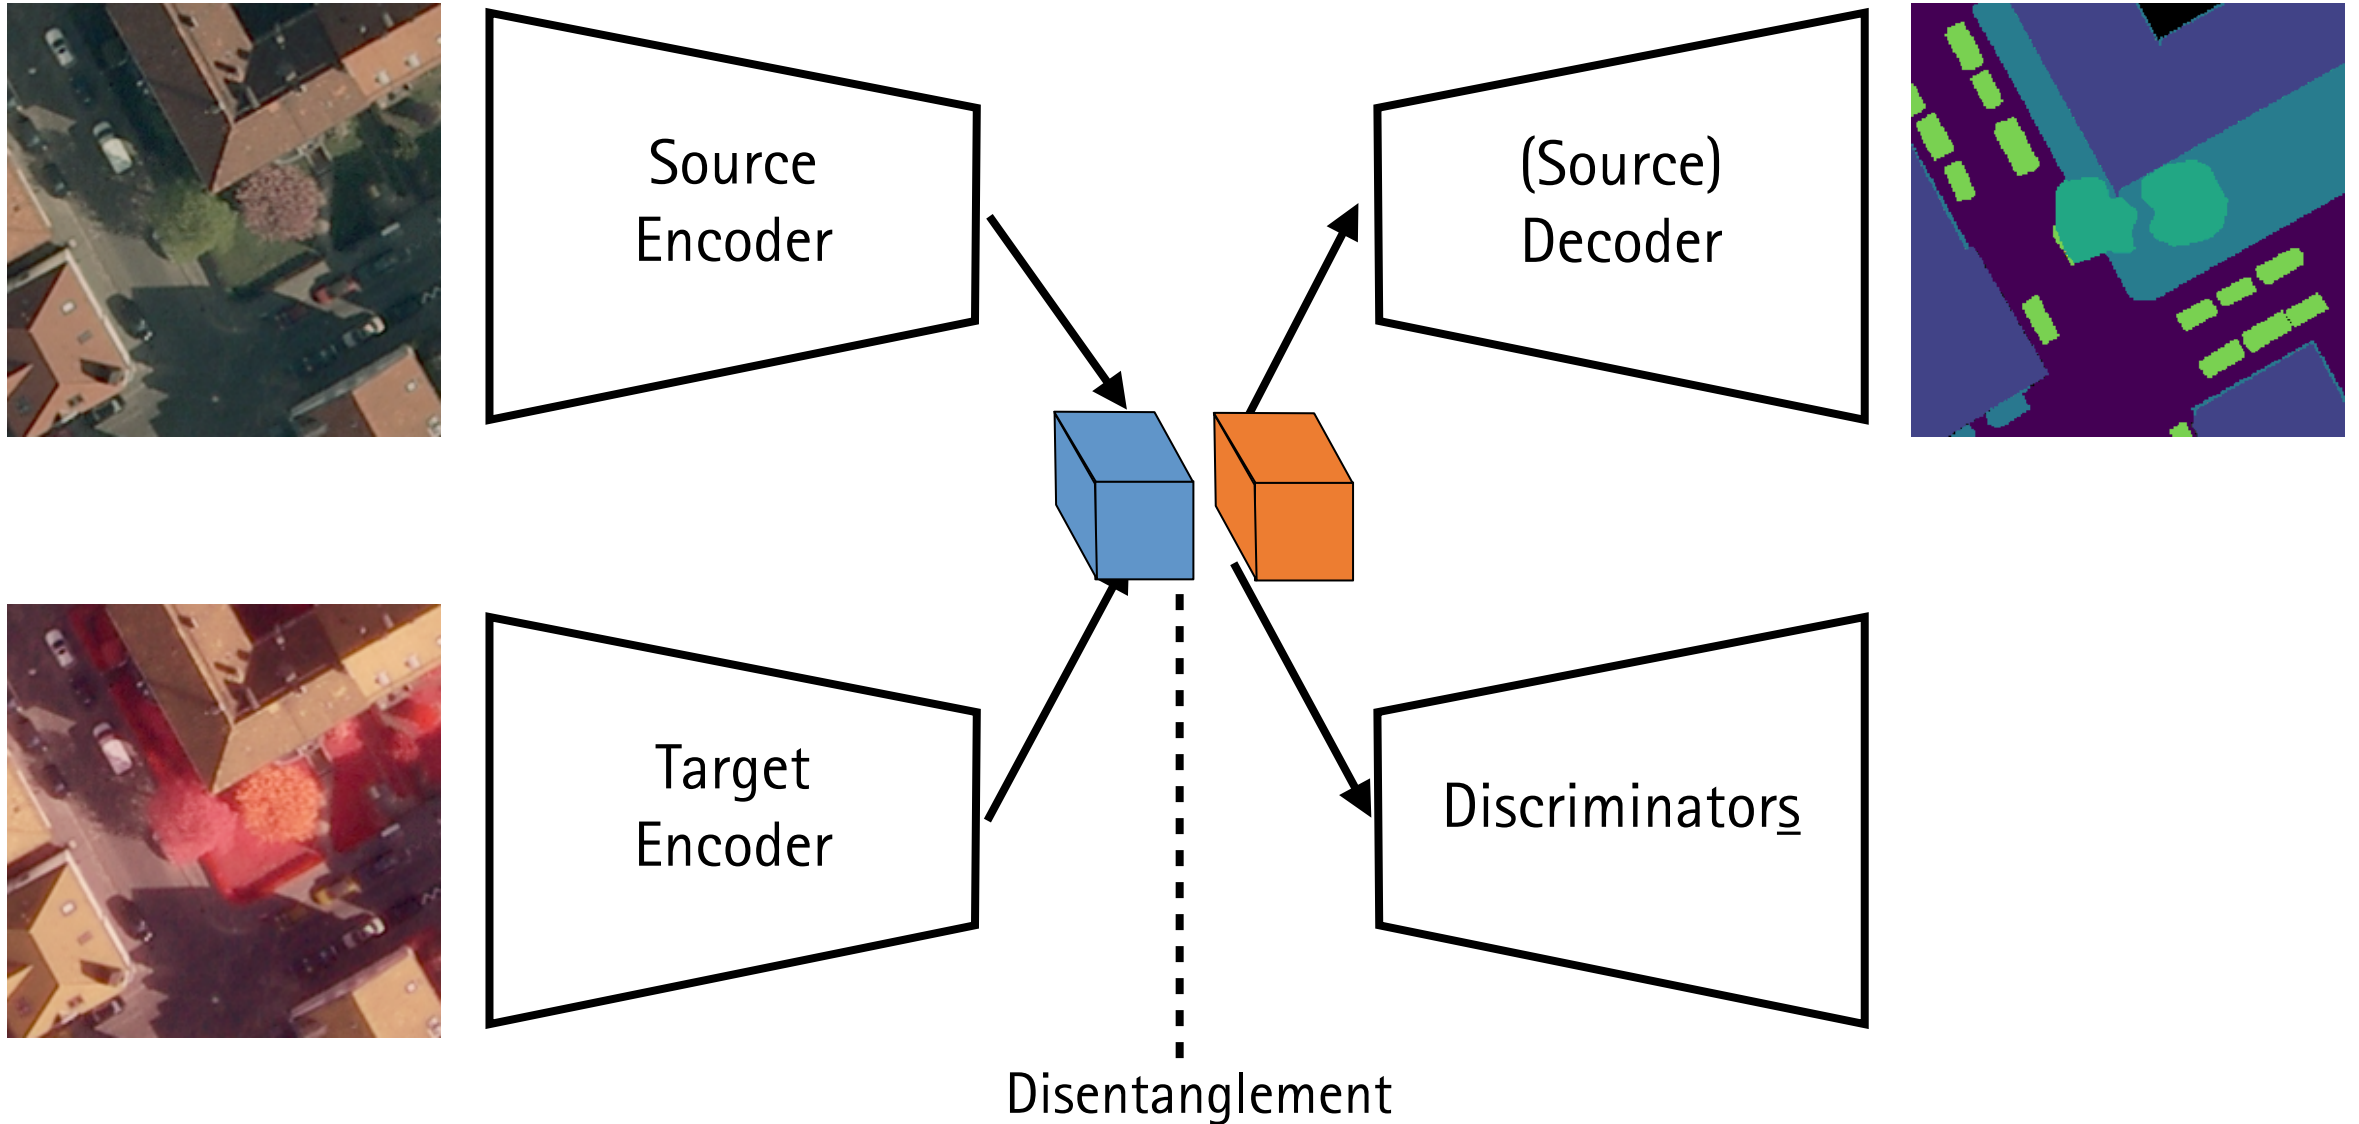 Source
Encoder
(Source)
Decoder
Target
Encoder
Discriminators
Disentanglement